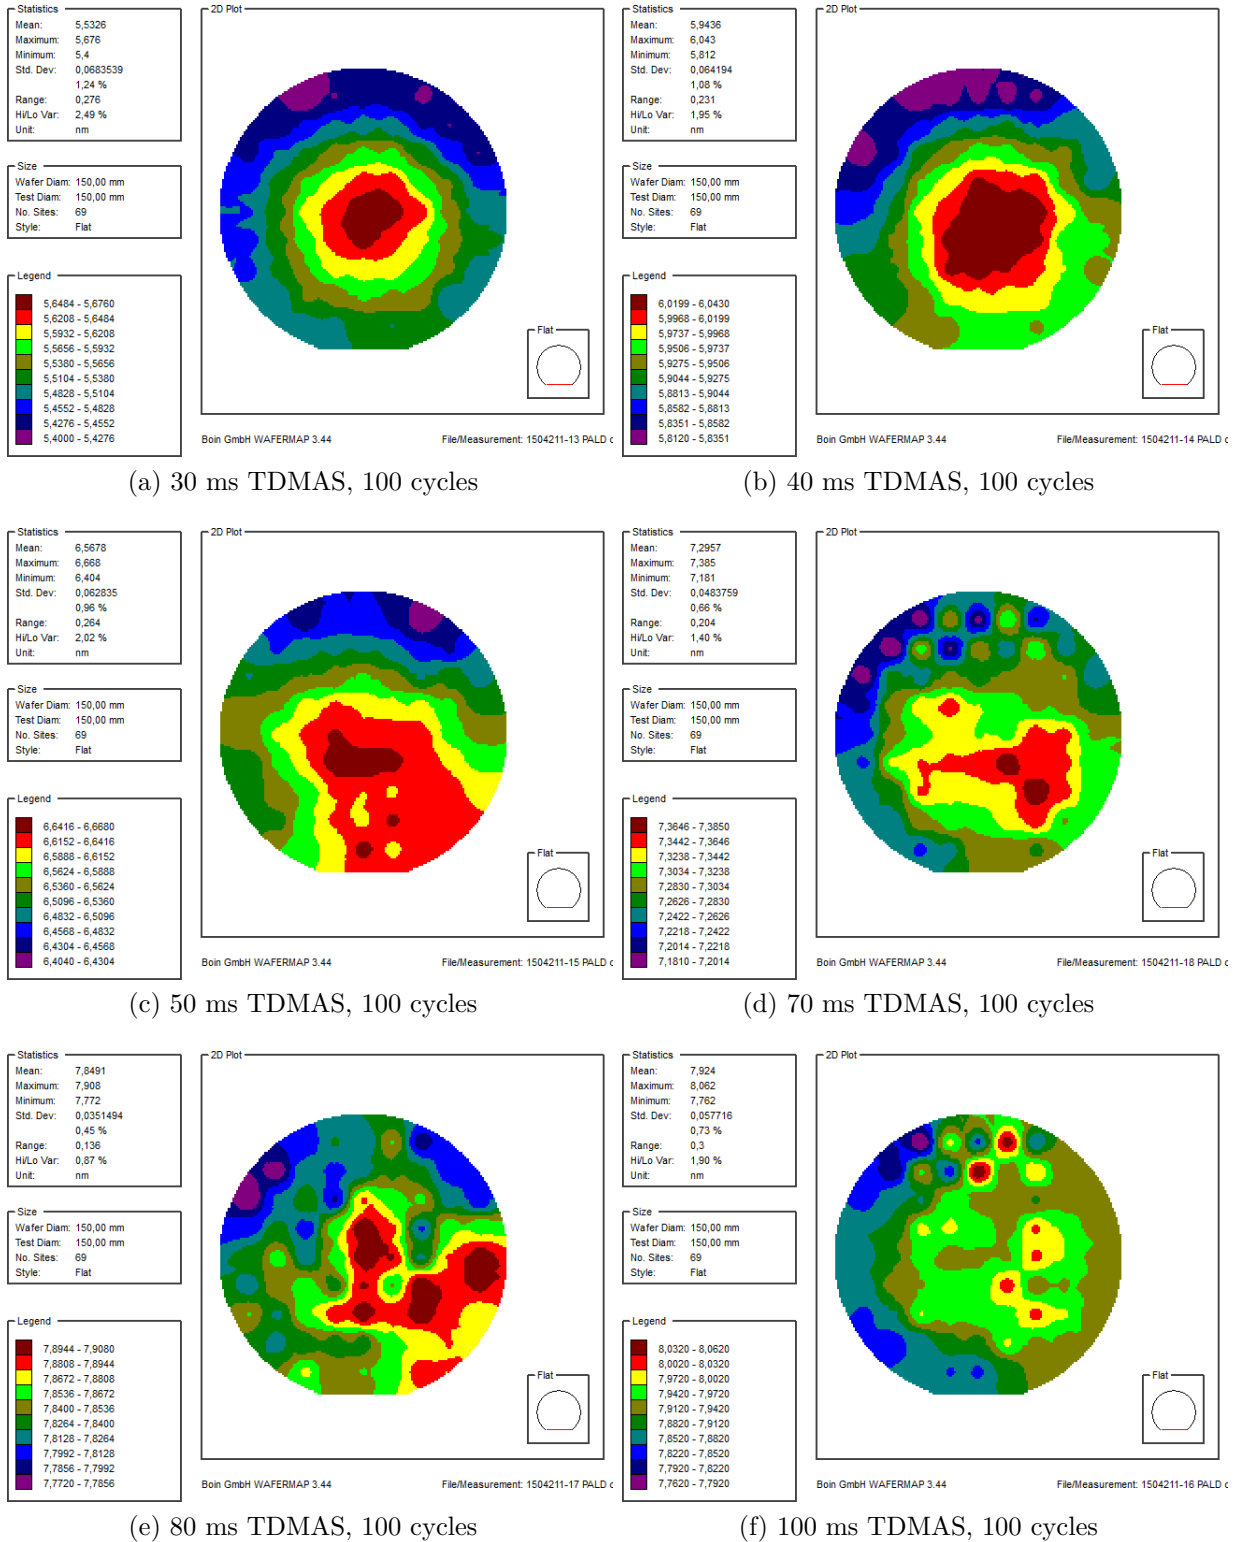 Statistics
Mean: 5,5326
Maximum: 5,676
Minimum: 5,4
Std. Dev: 0,0683539
1,24 %
Range: 0,276
Hi/Lo Var: 2,49 %
Unit: nm
Size
Wafer Diam: 150,00 mm
Test Diam: 150,00 mm
No. Sites: 69
Style: Flat
Legend
5,6484 - 5,6760
5,6208 - 5,6484
5,5932 - 5,6208
5,5656 - 5,5932
5,5380 - 5,5656
5,5104 - 5,5380
5,4828 - 5,5104
5,4552 - 5,4828
5,4276 - 5,4552
5,4000 - 5,4276
2D Plot
Flat
Boin GmbH WAFERMAP 3.44 File/Measurement: 1504211-13 PALD c
(a) 30 ms TDMAS, 100 cycles
Statistics
Mean: 5,9436
Maximum: 6,043
Minimum: 5,812
Std. Dev: 0,064194
1,08 %
Range: 0,231
Hi/Lo Var: 1,95 %
Unit: nm
Size
Wafer Diam: 150,00 mm
Test Diam: 150,00 mm
No. Sites: 69
Style: Flat
Legend
6,0199 - 6,0430
5,9968 - 6,0199
5,9737 - 5,9968
5,9506 - 5,9737
5,9275 - 5,9506
5,9044 - 5,9275
5,8813 - 5,9044
5,8582 - 5,8813
5,8351 - 5,8582
5,8120 - 5,8351
2D Plot
Flat
Boin GmbH WAFERMAP 3.44 File/Measurement: 1504211-14 PALD c
(b) 40 ms TDMAS, 100 cycles
Statistics
Mean: 6,5678
Maximum: 6,668
Minimum: 6,404
Std. Dev: 0,062835
0,96 %
Range: 0,264
Hi/Lo Var: 2,02 %
Unit: nm
Size
Wafer Diam: 150,00 mm
Test Diam: 150,00 mm
No. Sites: 69
Style: Flat
Legend
6,6416 - 6,6680
6,6152 - 6,6416
6,5888 - 6,6152
6,5624 - 6,5888
6,5360 - 6,5624
6,5096 - 6,5360
6,4832 - 6,5096
6,4568 - 6,4832
6,4304 - 6,4568
6,4040 - 6,4304
2D Plot
Flat
Boin GmbH WAFERMAP 3.44 File/Measurement: 1504211-15 PALD c
(c) 50 ms TDMAS, 100 cycles
Statistics
Mean: 7,2957
Maximum: 7,385
Minimum: 7,181
Std. Dev: 0,0483759
0,66 %
Range: 0,204
Hi/Lo Var: 1,40 %
Unit: nm
Size
Wafer Diam: 150,00 mm
Test Diam: 150,00 mm
No. Sites: 69
Style: Flat
Legend
7,3646 - 7,3850
7,3442 - 7,3646
7,3238 - 7,3442
7,3034 - 7,3238
7,2830 - 7,3034
7,2626 - 7,2830
7,2422 - 7,2626
7,2218 - 7,2422
7,2014 - 7,2218
7,1810 - 7,2014
2D Plot
Flat
Boin GmbH WAFERMAP 3.44 File/Measurement: 1504211-18 PALD c
(d) 70 ms TDMAS, 100 cycles
Statistics
Mean: 7,8491
Maximum: 7,908
Minimum: 7,772
Std. Dev: 0,0351494
0,45 %
Range: 0,136
Hi/Lo Var: 0,87 %
Unit: nm
Size
Wafer Diam: 150,00 mm
Test Diam: 150,00 mm
No. Sites: 69
Style: Flat
Legend
7,8944 - 7,9080
7,8808 - 7,8944
7,8672 - 7,8808
7,8536 - 7,8672
7,8400 - 7,8536
7,8264 - 7,8400
7,8128 - 7,8264
7,7992 - 7,8128
7,7856 - 7,7992
7,7720 - 7,7856
2D Plot
Flat
Boin GmbH WAFERMAP 3.44 File/Measurement: 1504211-17 PALD c
(e) 80 ms TDMAS, 100 cycles
Statistics
Mean: 7,924
Maximum: 8,062
Minimum: 7,762
Std. Dev: 0,057716
0,73 %
Range: 0,3
Hi/Lo Var: 1,90 %
Unit: nm
Size
Wafer Diam: 150,00 mm
Test Diam: 150,00 mm
No. Sites: 69
Style: Flat
Legend
8,0320 - 8,0620
8,0020 - 8,0320
7,9720 - 8,0020
7,9420 - 7,9720
7,9120 - 7,9420
7,8820 - 7,9120
7,8520 - 7,8820
7,8220 - 7,8520
7,7920 - 7,8220
7,7620 - 7,7920
2D Plot
Flat
Boin GmbH WAFERMAP 3.44 File/Measurement: 1504211-16 PALD c
(f) 100 ms TDMAS, 100 cycles